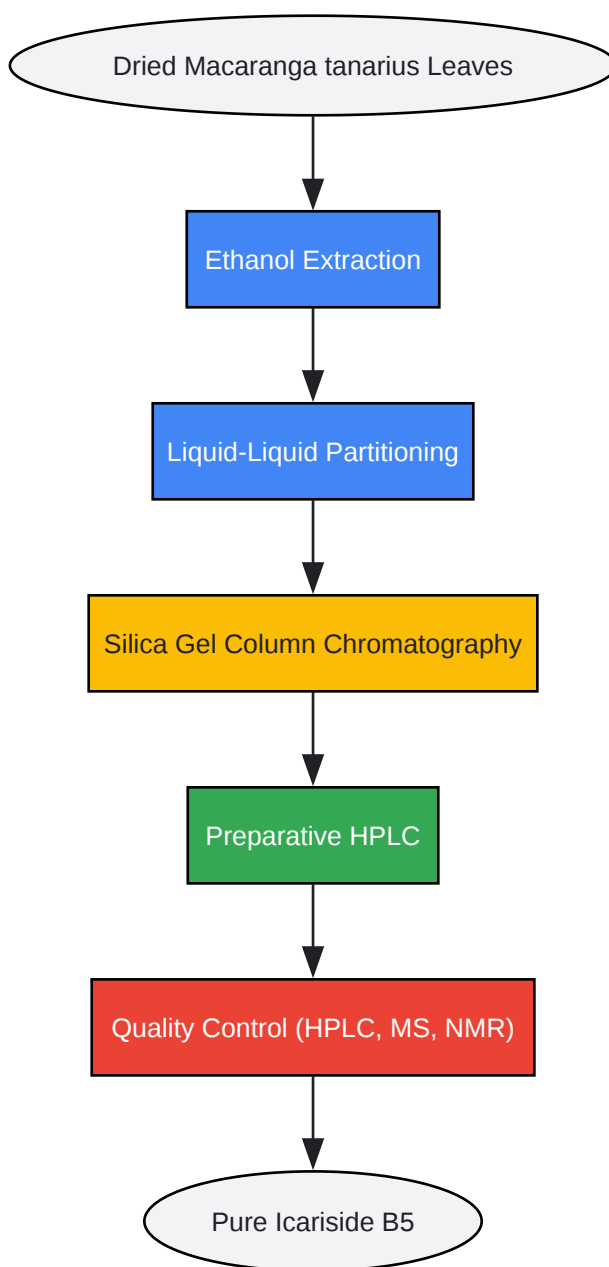 Dried Macaranga tanarius Leaves
Ethanol Extraction
Liquid-Liquid Partitioning
Silica Gel Column Chromatography
Preparative HPLC
Quality Control (HPLC, MS, NMR)
Pure Icariside B5